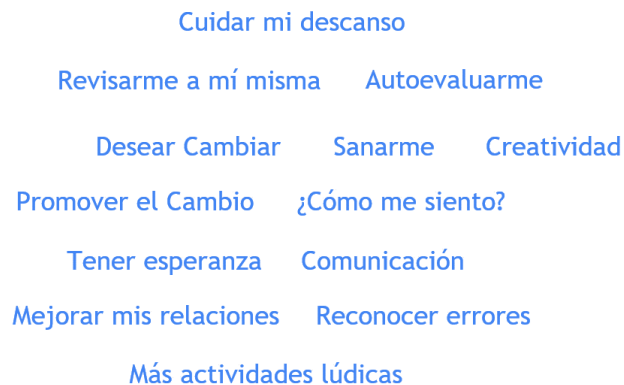 Cuidar mi descanso
Revisarme a mí misma Autoevaluarme
Desear Cambiar Sanarme Creatividad
Promover el Cambio ¿Cómo me siento?
Tener esperanza Comunicación
Mejorar mis relaciones Reconocer errores
Más actividades lúdicas